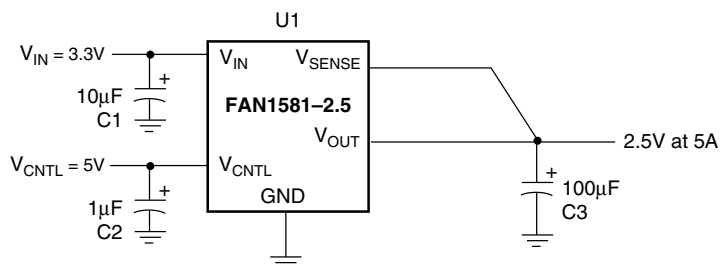 U1
V_IN = 3.3V
V_IN
V_SENSE
+
10μF
C1
FAN1581–2.5
V_OUT
2.5V at 5A
V_CNTL = 5V
V_CNTL
+
1μF
C2
GND
+
100μF
C3